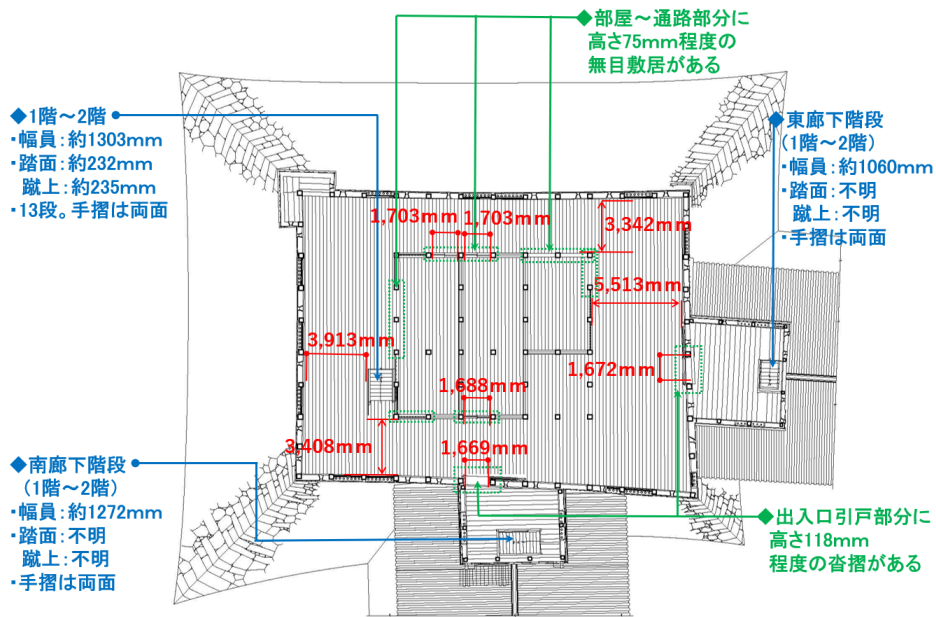 ◆部屋～通路部分に
高さ75mm程度の
無目敷居がある
◆1階～2階
・幅員：約1303mm
・踏面：約232mm
蹴上：約235mm
・13段。手摺は両面
◆東廊下階段
(1階～2階)
・幅員：約1060mm
・踏面：不明
蹴上：不明
・手摺は両面
1,703mm
1,703mm
3,342mm
5,513mm
3,913mm
1,672mm
1,688mm
3,408mm
1,669mm
◆南廊下階段
(1階～2階)
・幅員：約1272mm
・踏面：不明
蹴上：不明
・手摺は両面
◆出入口引戸部分に
高さ118mm
程度の沓摺がある